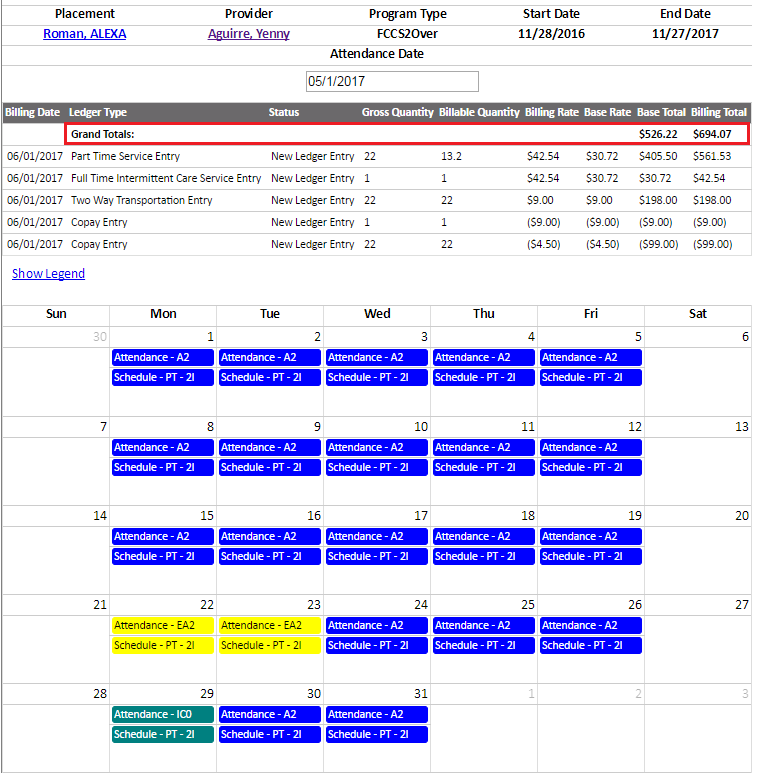 Placement Provider Program Type Start Date End Date
Roman, ALEXA Aguirre, Yenny FCCS2Over 11/28/2016 11/27/2017
Attendance Date
05/1/2017
Billing Date Ledger Type Status Gross Quantity Billable Quantity Billing Rate Base Rate Base Total Billing Total
Grand Totals: $526.22 $694.07
06/01/2017 Part Time Service Entry New Ledger Entry 22 13.2 $42.54 $30.72 $405.50 $561.53
06/01/2017 Full Time Intermittent Care Service Entry New Ledger Entry 1 1 $42.54 $30.72 $30.72 $42.54
06/01/2017 Two Way Transportation Entry New Ledger Entry 22 22 $9.00 $9.00 $198.00 $198.00
06/01/2017 Copay Entry New Ledger Entry 1 1 ($9.00) ($9.00) ($9.00) ($9.00)
06/01/2017 Copay Entry New Ledger Entry 22 22 ($4.50) ($4.50) ($99.00) ($99.00)
Show Legend
Sun Mon Tue Wed Thu Fri Sat
30 1 2 3 4 5 6
Attendance - A2 Attendance - A2 Attendance - A2 Attendance - A2 Attendance - A2
Schedule - PT - 2I Schedule - PT - 2I Schedule - PT - 2I Schedule - PT - 2I Schedule - PT - 2I
7 8 9 10 11 12 13
Attendance - A2 Attendance - A2 Attendance - A2 Attendance - A2 Attendance - A2
Schedule - PT - 2I Schedule - PT - 2I Schedule - PT - 2I Schedule - PT - 2I Schedule - PT - 2I
14 15 16 17 18 19 20
Attendance - A2 Attendance - A2 Attendance - A2 Attendance - A2 Attendance - A2
Schedule - PT - 2I Schedule - PT - 2I Schedule - PT - 2I Schedule - PT - 2I Schedule - PT - 2I
21 22 23 24 25 26 27
Attendance - EA2 Attendance - EA2 Attendance - A2 Attendance - A2 Attendance - A2
Schedule - PT - 2I Schedule - PT - 2I Schedule - PT - 2I Schedule - PT - 2I Schedule - PT - 2I
28 29 30 31 1 2 3
Attendance - IC0 Attendance - A2 Attendance - A2
Schedule - PT - 2I Schedule - PT - 2I Schedule - PT - 2I